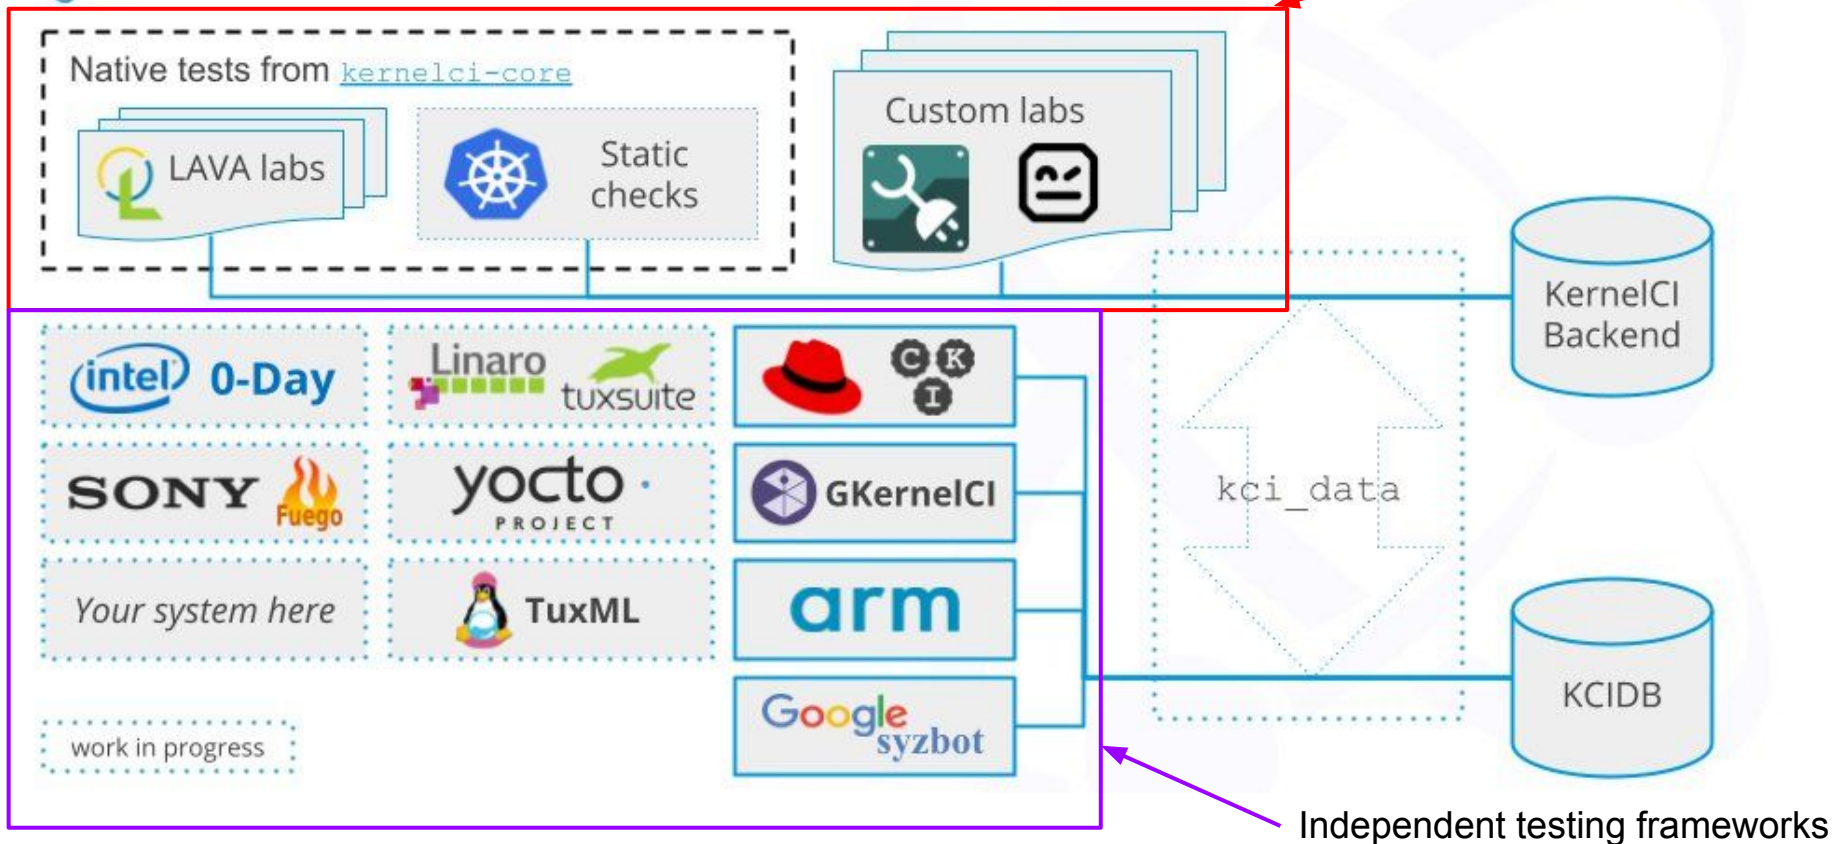 Native tests from kernelci-core
LAVA labs
Static
checks
Custom labs
KernelCI
Backend
intel 0-Day
Linaro
tuxsuite
C K
I
SONY
Fuego
yocto
PROJECT
GKernelCI
kci_data
Your system here
TuxML
arm
Google
syzbot
KCIDB
work in progress
Independent testing frameworks